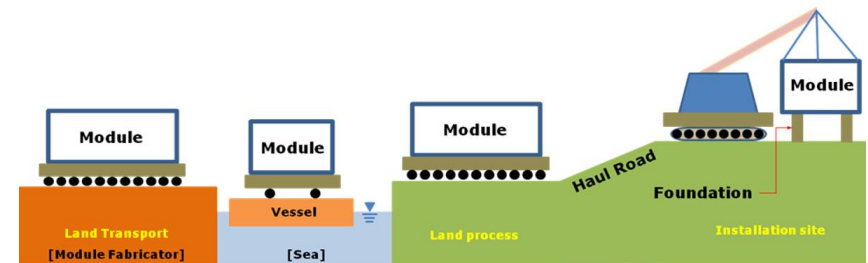 Module
Module
Module
Module
Vessel
Haul Road
Foundation
Land Transport
[Module Fabricator]
[Sea]
Land process
Installation site